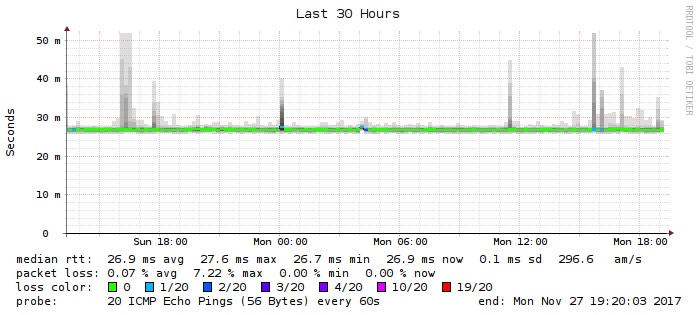 Last 30 Hours
RRDTOOL / TOBI OETIKER
Seconds
50 m
40 m
30 m
20 m
10 m
0
Sun 18:00 Mon 00:00 Mon 06:00 Mon 12:00 Mon 18:00
median rtt: 26.9 ms avg 27.6 ms max 26.7 ms min 26.9 ms now 0.1 ms sd 296.6 am/s
packet loss: 0.07 % avg 7.22 % max 0.00 % min 0.00 % now
loss color: 0 1/20 2/20 3/20 4/20 10/20 19/20
probe: 20 ICMP Echo Pings (56 Bytes) every 60s end: Mon Nov 27 19:20:03 2017